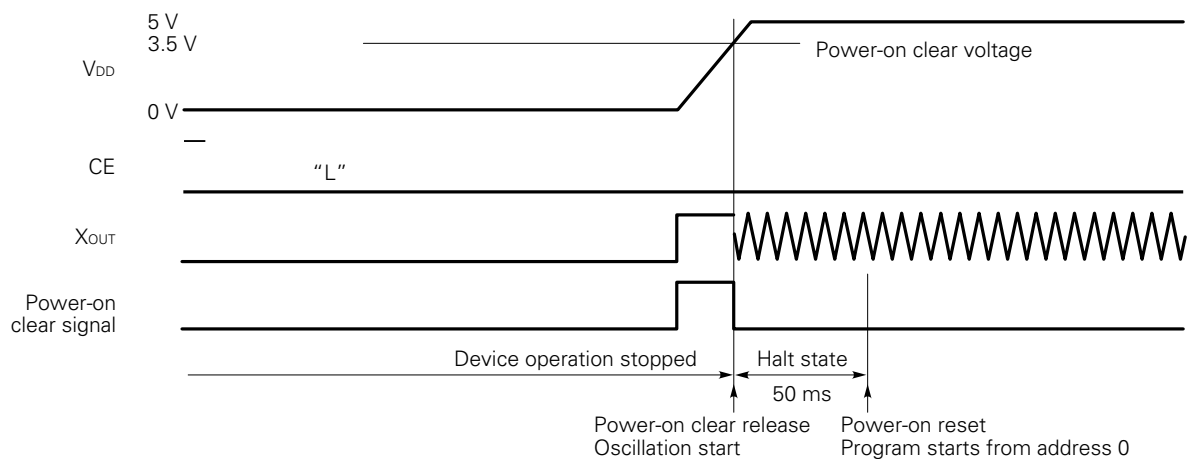 5 V
3.5 V
Power-on clear voltage
VDD
0 V
CE
“L”
XOUT
Power-on
clear signal
Device operation stopped
Halt state
50 ms
Power-on clear release
Oscillation start
Power-on reset
Program starts from address 0